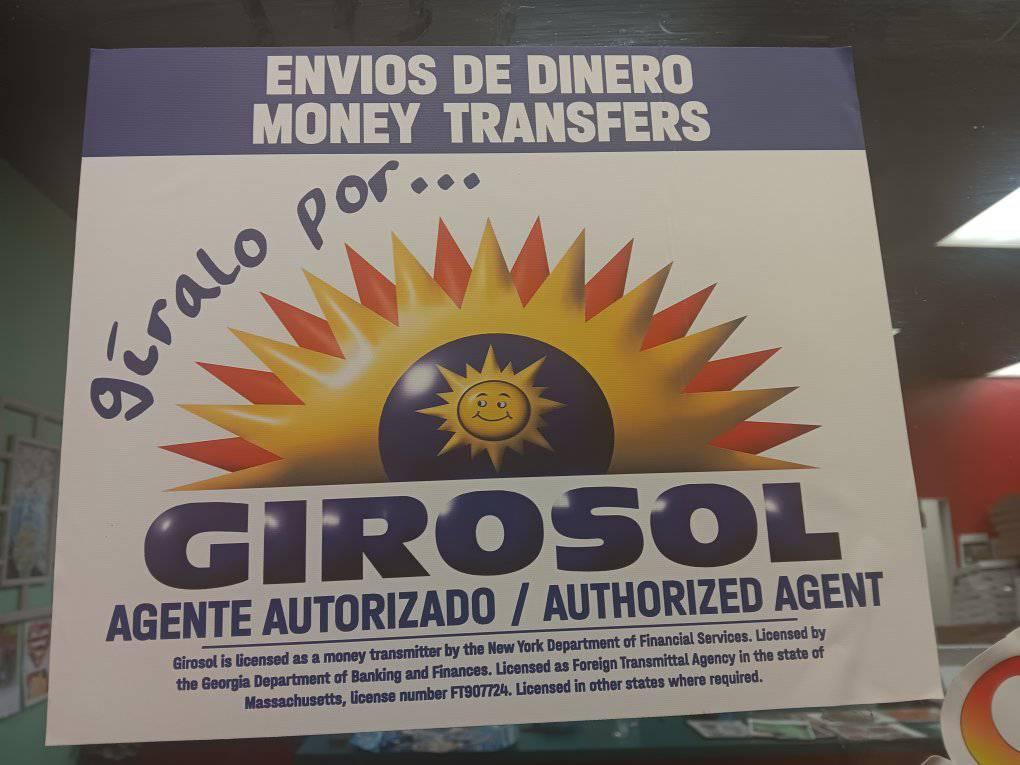 ENVIOS DE DINERO
MONEY TRANSFERS
gíralo por...
GIROSOL
AGENTE AUTORIZADO / AUTHORIZED AGENT
Girosol is licensed as a money transmitter by the New York Department of Financial Services. Licensed by
the Georgia Department of Banking and Finances. Licensed as Foreign Transmittal Agency in the state of
Massachusetts, license number FT907724. Licensed in other states where required.